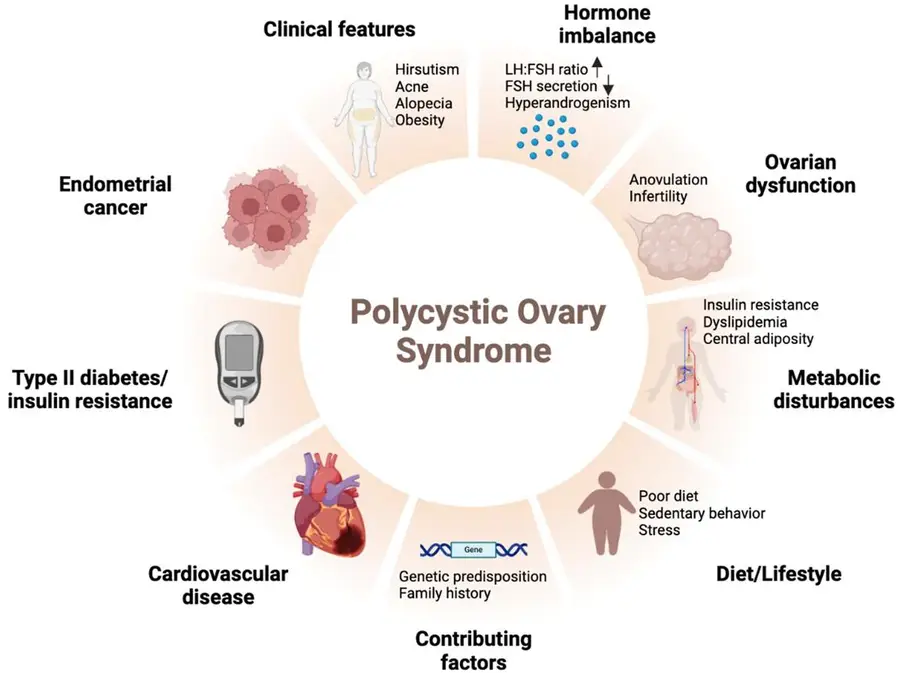 Clinical features
Hirsutism
Acne
Alopecia
Obesity
Hormone
imbalance
LH:FSH ratio ↑
FSH secretion ↓
Hyperandrogenism
Ovarian
dysfunction
Anovulation
Infertility
Insulin resistance
Dyslipidemia
Central adiposity
Metabolic
disturbances
Poor diet
Sedentary behavior
Stress
Diet/Lifestyle
Gene
Genetic predisposition
Family history
Contributing
factors
Cardiovascular
disease
Type II diabetes/
insulin resistance
Endometrial
cancer
Polycystic Ovary
Syndrome